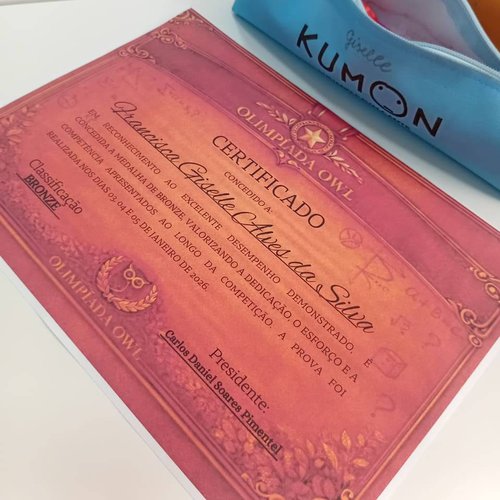 Giselle
KUMON
OLIMPÍADA OWL
CERTIFICADO
CONCEDIDO A:
Francisca Giselle Alves da Silva
EM RECONHECIMENTO AO EXCELENTE DESEMPENHO DEMONSTRADO, É
CONCEDIDA A MEDALHA DE BRONZE VALORIZANDO A DEDICAÇÃO, O ESFORÇO E A
COMPETÊNCIA APRESENTADOS AO LONGO DA COMPETIÇÃO. A PROVA FOI
REALIZADA NOS DIAS 03, 04 E 05 DE JANEIRO DE 2026.
Classificação
BRONZE
Presidente:
Carlos Daniel Soares Pimentel
OLIMPÍADA OWL